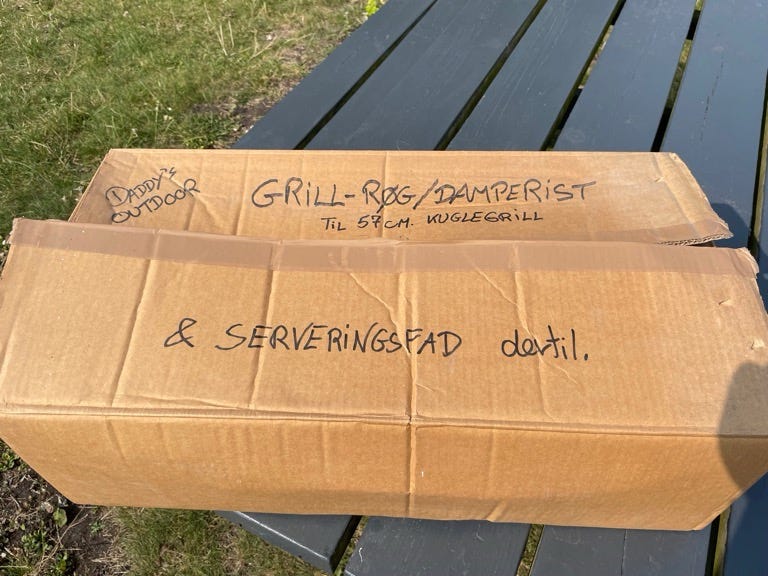 DADDY's
OUTDOOR
GRiLL-RØG/DAMPERiST
TiL 57CM. KUGLEGRiLL
& SERVERiNGSFAD dertil.